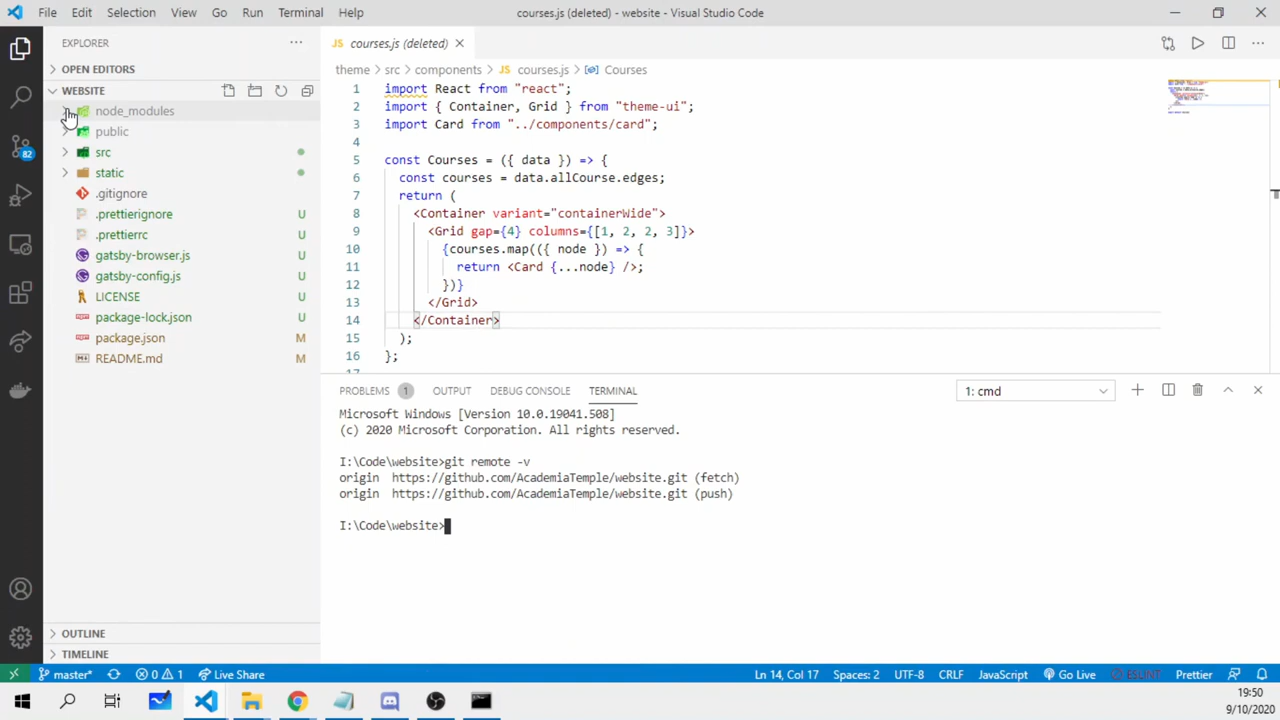 File Edit Selection View Go Run Terminal Help courses.js (deleted) - website - Visual Studio Code
EXPLORER
courses.js (deleted)
OPEN EDITORS
theme > src > components > courses.js > Courses
WEBSITE
node_modules
public
src
static
.gitignore
.prettierignore U
.prettierrc U
gatsby-browser.js U
gatsby-config.js U
LICENSE U
package-lock.json U
package.json M
README.md M
82
1 import React from "react";
2 import { Container, Grid } from "theme-ui";
3 import Card from "../components/card";
4
5 const Courses = ({ data }) => {
6 const courses = data.allCourse.edges;
7 return (
8 <Container variant="containerWide">
9 <Grid gap={4} columns={[1, 2, 2, 3]}>
10 {courses.map(({ node }) => {
11 return <Card {...node} />;
12 })}
13 </Grid>
14 </Container>
15 );
16 };
17
PROBLEMS 1 OUTPUT DEBUG CONSOLE TERMINAL 1: cmd
Microsoft Windows [Version 10.0.19041.508]
(c) 2020 Microsoft Corporation. All rights reserved.
I:\Code\website>git remote -v
origin https://github.com/AcademiaTemple/website.git (fetch)
origin https://github.com/AcademiaTemple/website.git (push)
I:\Code\website>
OUTLINE
TIMELINE
master* 0 1 Live Share Ln 14, Col 17 Spaces: 2 UTF-8 CRLF JavaScript Go Live ESLINT Prettier
19:50
9/10/2020